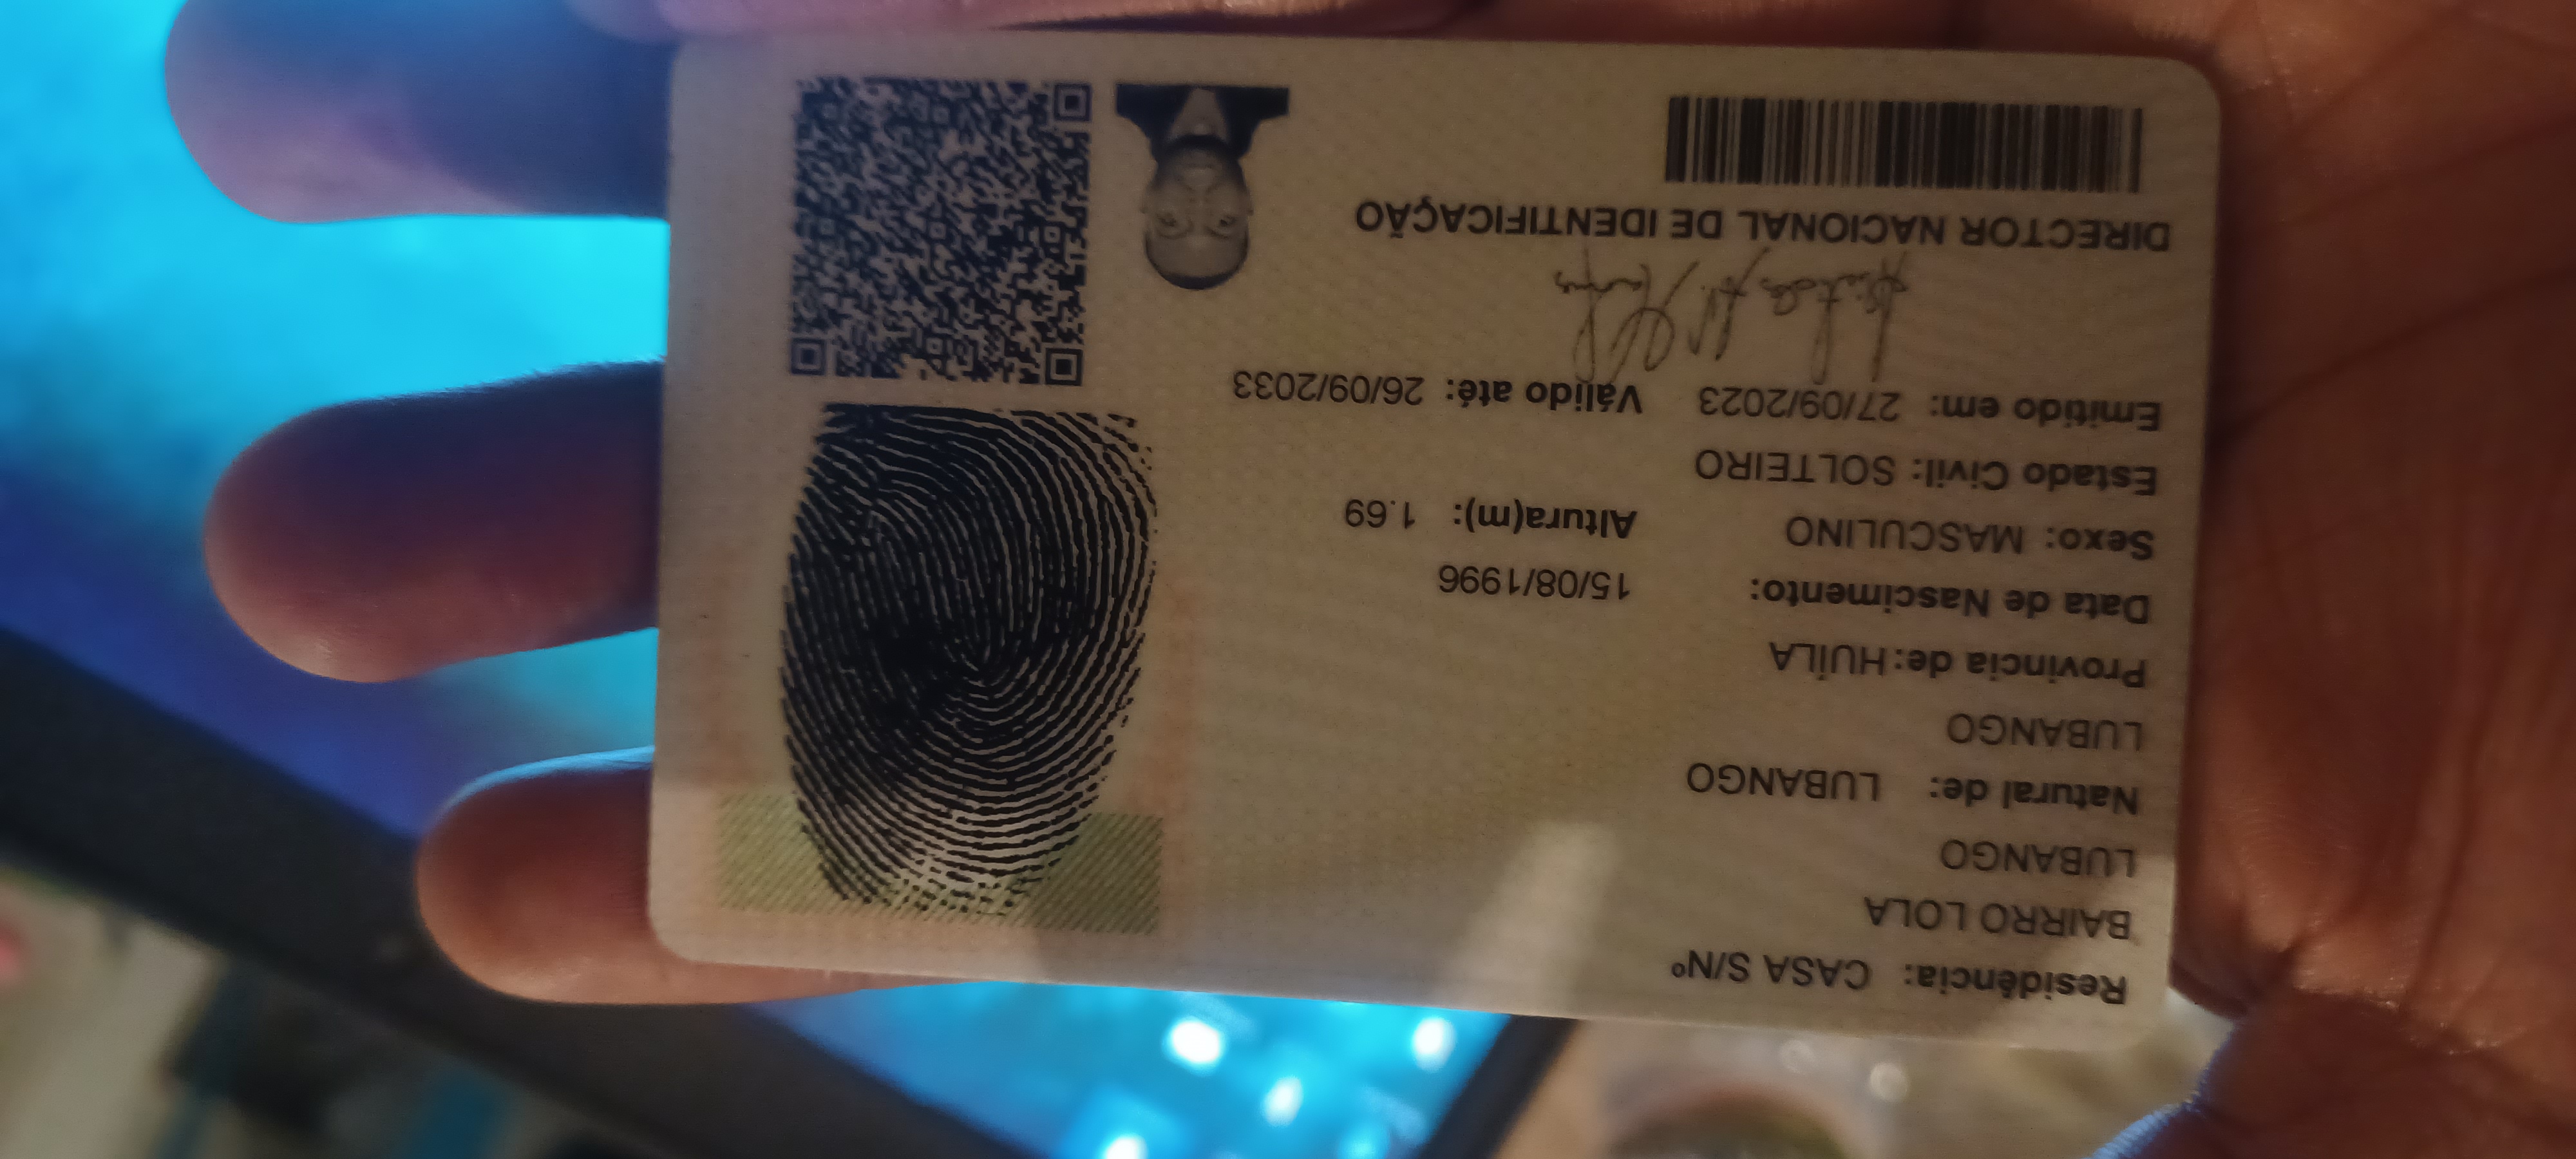 Residência: CASA S/Nº
BAIRRO LOLA
LUBANGO
Natural de: LUBANGO
LUBANGO
Provincia de: HUÍLA
Data de Nascimento: 15/08/1996
Sexo: MASCULINO Altura(m): 1.69
Estado Civil: SOLTEIRO
Emitido em: 27/09/2023 Válido até: 26/09/2033
DIRECTOR NACIONAL DE IDENTIFICAÇÃO